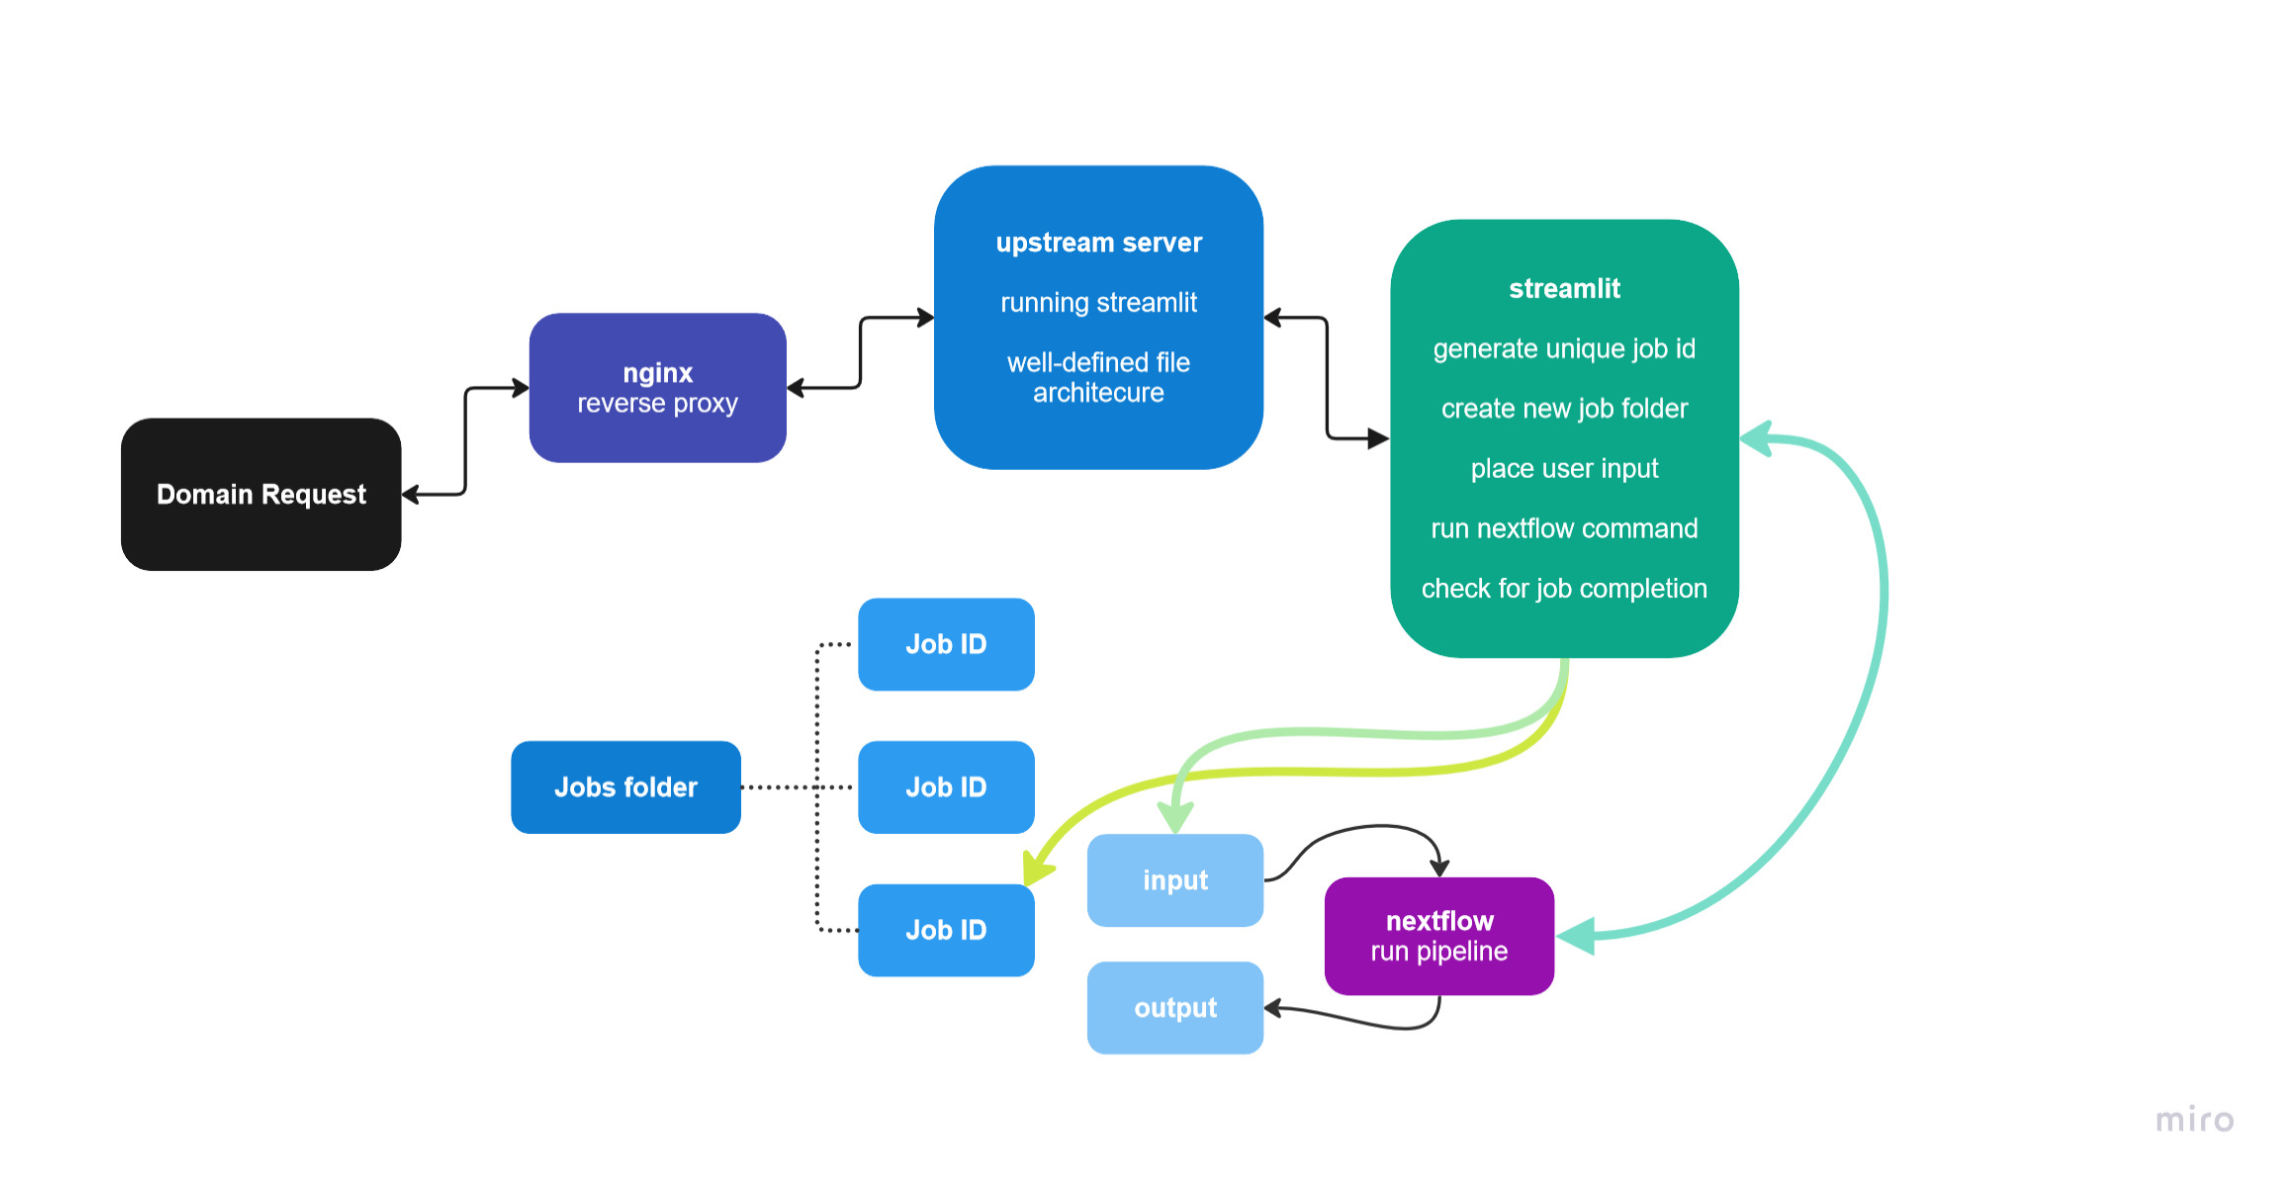 Domain Request
nginx
reverse proxy
upstream server
running streamlit
well-defined file
architecure
streamlit
generate unique job id
create new job folder
place user input
run nextflow command
check for job completion
Jobs folder
Job ID
Job ID
Job ID
input
output
nextflow
run pipeline
miro